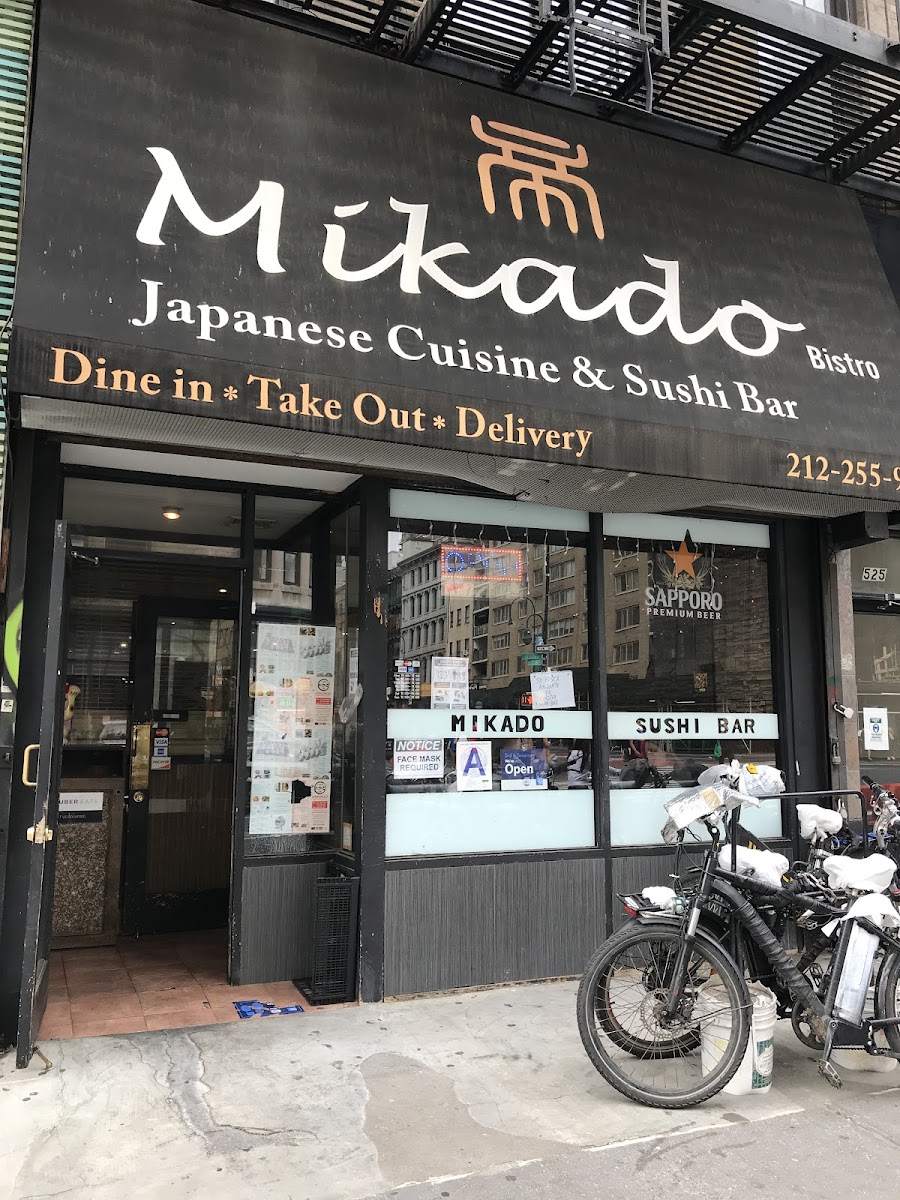 帝
Mikado
Bistro
Japanese Cuisine & Sushi Bar
Dine in * Take Out * Delivery
212-255-9
525
OPEN
SAPPORO
PREMIUM BEER
MIKADO
SUSHI BAR
NOTICE
FACE MASK
REQUIRED
A
Open
VISA
UBER EATS